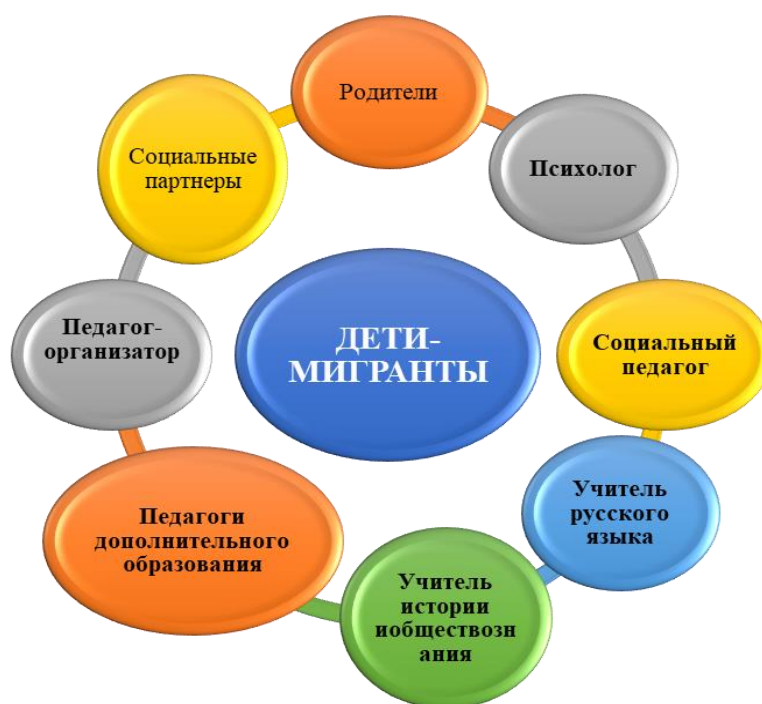 Родители
Психолог
Социальный
педагог
Учитель
русского
языка
Учитель
истории
иобществозн
ания
Педагоги
дополнительного
образования
Педагог-
организатор
Социальные
партнеры
ДЕТИ-
МИГРАНТЫ